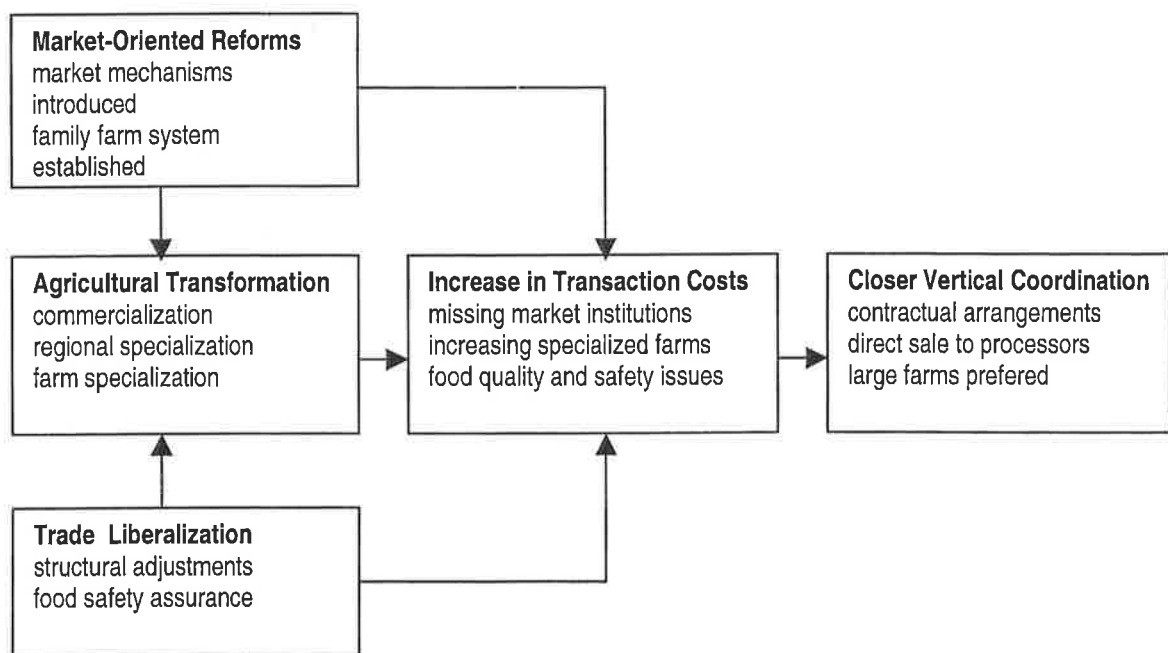 Market-Oriented Reforms
market mechanisms
introduced
family farm system
established
Agricultural Transformation
commercialization
regional specialization
farm specialization
Increase in Transaction Costs
missing market institutions
increasing specialized farms
food quality and safety issues
Closer Vertical Coordination
contractual arrangements
direct sale to processors
large farms prefered
Trade Liberalization
structural adjustments
food safety assurance